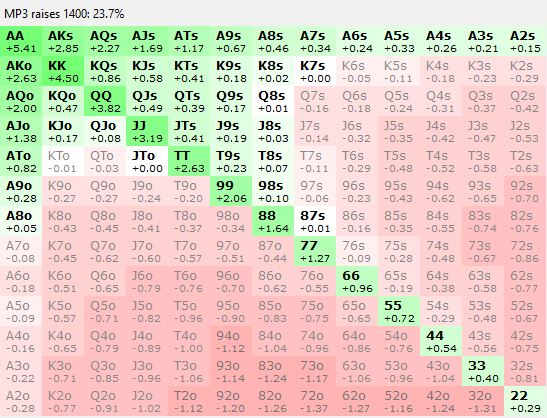 MP3 raises 1400: 23.7%
AA AKs AQs AJs ATs A9s A8s A7s A6s A5s A4s A3s A2s
+5.41 +2.85 +2.27 +1.69 +1.17 +0.67 +0.46 +0.34 +0.24 +0.33 +0.26 +0.21 +0.15
AKo KK KQs KJs KTs K9s K8s K7s K6s K5s K4s K3s K2s
+2.63 +4.50 +0.86 +0.58 +0.41 +0.18 +0.02 +0.00 -0.05 -0.11 -0.18 -0.23 -0.29
AQo KQo QQ QJs QTs Q9s Q8s Q7s Q6s Q5s Q4s Q3s Q2s
+2.00 +0.47 +3.82 +0.49 +0.39 +0.17 +0.01 -0.16 -0.18 -0.24 -0.31 -0.37 -0.42
AJo KJo QJo JJ JTs J9s J8s J7s J6s J5s J4s J3s J2s
+1.38 +0.17 +0.08 +3.19 +0.41 +0.19 +0.03 -0.14 -0.32 -0.35 -0.42 -0.47 -0.53
ATo KTo QTo JTo TT T9s T8s T7s T6s T5s T4s T3s T2s
+0.82 -0.01 -0.03 +0.00 +2.63 +0.23 +0.07 -0.11 -0.29 -0.48 -0.52 -0.58 -0.63
A9o K9o Q9o J9o T9o 99 98s 97s 96s 95s 94s 93s 92s
+0.28 -0.27 -0.27 -0.24 -0.20 +2.06 +0.10 -0.06 -0.23 -0.43 -0.62 -0.65 -0.70
A8o K8o Q8o J8o T8o 98o 88 87s 86s 85s 84s 83s 82s
+0.05 -0.43 -0.45 -0.41 -0.37 -0.34 +1.64 +0.01 -0.16 -0.35 -0.55 -0.74 -0.76
A7o K7o Q7o J7o T7o 97o 87o 77 76s 75s 74s 73s 72s
-0.08 -0.45 -0.62 -0.60 -0.57 -0.51 -0.44 +1.27 -0.09 -0.28 -0.48 -0.67 -0.86
A6o K6o Q6o J6o T6o 96o 86o 76o 66 65s 64s 63s 62s
-0.18 -0.51 -0.65 -0.79 -0.76 -0.70 -0.62 -0.55 +0.96 -0.19 -0.38 -0.58 -0.77
A5o K5o Q5o J5o T5o 95o 85o 75o 65o 55 54s 53s 52s
-0.09 -0.57 -0.71 -0.82 -0.96 -0.90 -0.83 -0.75 -0.65 +0.72 -0.29 -0.48 -0.67
A4o K4o Q4o J4o T4o 94o 84o 74o 64o 54o 44 43s 42s
-0.16 -0.65 -0.79 -0.89 -1.00 -1.12 -1.04 -0.96 -0.86 -0.76 +0.54 -0.56 -0.75
A3o K3o Q3o J3o T3o 93o 83o 73o 63o 53o 43o 33 32s
-0.22 -0.71 -0.85 -0.96 -1.06 -1.14 -1.24 -1.17 -1.06 -0.96 -1.04 +0.40 -0.81
A2o K2o Q2o J2o T2o 92o 82o 72o 62o 52o 42o 32o 22
-0.28 -0.77 -0.91 -1.02 -1.12 -1.20 -1.26 -1.37 -1.27 -1.16 -1.24 -1.31 -0.29